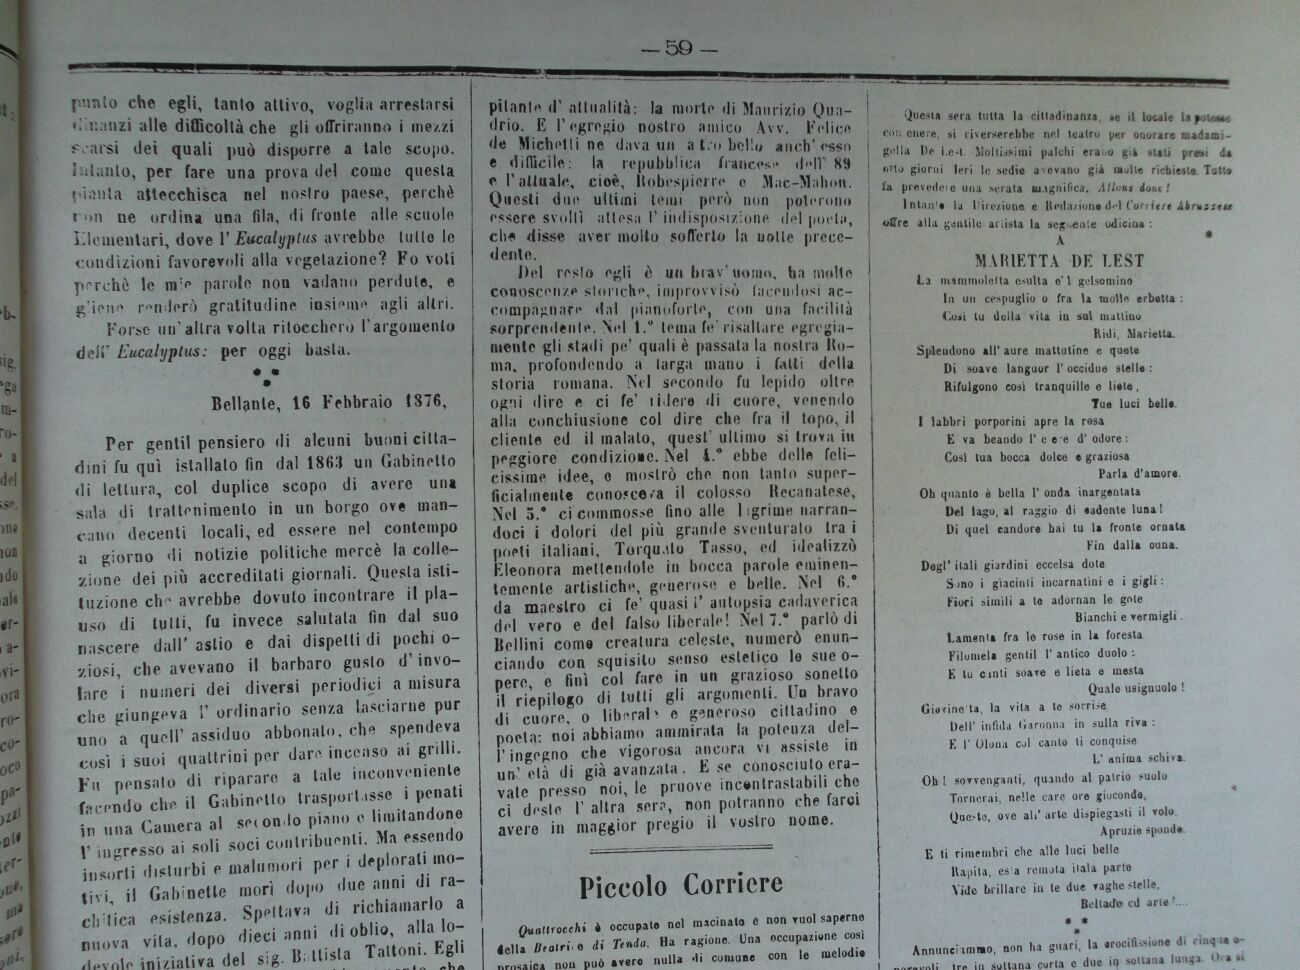 — 59 —
punto che egli, tanto attivo, voglia arrestarsi
dinanzi alle difficoltà che gli offriranno i mezzi
scarsi dei quali può disporre a tale scopo.
Intanto, per fare una prova del come questa
pianta attecchisca nel nostro paese, perchè
non ne ordina una fila, di fronte alle scuole
Elementari, dove l' Eucalyptus avrebbe tutto le
condizioni favorevoli alla vegetazione? Fo voti
perchè le mie parole non vadano perdute, e
gliene renderò gratitudine insieme agli altri.
Forse un'altra volta ritoccherò l'argomento
dell' Eucalyptus: per oggi basta.
Bellante, 16 Febbraio 1876,
Per gentil pensiero di alcuni buoni citta-
dini fu quì istallato fin dal 1863 un Gabinetto
di lettura, col duplice scopo di avere una
sala di trattenimento in un borgo ove man-
cano decenti locali, ed essere nel contempo
a giorno di notizie politiche mercè la colle-
zione dei più accreditati giornali. Questa isti-
tuzione che avrebbe dovuto incontrare il pla-
uso di tutti, fu invece salutata fin dal suo
nascere dall' astio e dai dispetti di pochi o-
ziosi, che avevano il barbaro gusto d' invo-
lare i numeri dei diversi periodici a misura
che giungeva l' ordinario senza lasciarne pur
uno a quell' assiduo abbonato, che spendeva
così i suoi quattrini per dare incenso ai grilli.
Fu pensato di riparare a tale inconveniente
facendo che il Gabinetto trasportasse i penati
in una Camera al secondo piano e limitandone
l' ingresso ai soli soci contribuenti. Ma essendo
insorti disturbi e malumori per i deplorati mo-
tivi, il Gabinette morì dopo due anni di ra-
chitica esistenza. Spettava di richiamarlo a
nuova vita, dopo dieci anni di oblio, alla lo-
devole iniziativa del sig. Battista Tattoni. Egli
pitante d' attualità: la morte di Maurizio Qua-
drio. E l'egregio nostro amico Avv. Felice
de Michetti ne dava un altro bello anch' esso
e difficile: la repubblica francese dell' 89
e l'attuale, cioè, Robespierre e Mac-Mahon.
Questi due ultimi temi però non poterono
essere svolti attesa l' indisposizione del poeta,
che disse aver molto sofferto la notte prece-
dente.
Del resto egli è un brav' uomo, ha molte
conoscenze storiche, improvvisò facendosi ac-
compagnare dal pianoforte, con una facilità
sorprendente. Nel 1.° tema fe' risaltare egregia-
mente gli stadi pe' quali è passata la nostra Ro-
ma, profondendo a larga mano i fatti della
storia romana. Nel secondo fu lepido oltre
ogni dire e ci fe' ridere di cuore, venendo
alla conchiusione col dire che fra il topo, il
cliente ed il malato, quest' ultimo si trova in
peggiore condizione. Nel 4.° ebbe delle feli-
cissime idee, e mostrò che non tanto super-
ficialmente conosceva il colosso Recanatese,
Nel 5.° ci commosse fino alle lagrime narran-
doci i dolori del più grande sventurato tra i
poeti italiani, Torquato Tasso, ed idealizzò
Eleonora mettendole in bocca parole eminen-
temente artistiche, generose e belle. Nel 6.°
da maestro ci fe' quasi l' autopsia cadaverica
del vero e del falso liberale! Nel 7.° parlò di
Bellini come creatura celeste, numerò enun-
ciando con squisito senso estetico le sue o-
pere, e finì col fare in un grazioso sonetto
il riepilogo di tutti gli argomenti. Un bravo
di cuore, o liberale e generoso cittadino e
poeta: noi abbiamo ammirata la potenza del-
l'ingegno che vigorosa ancora vi assiste in
un' età di già avanzata. E se conosciuto era-
vate presso noi, le pruove incontrastabili che
ci deste l' altra sera, non potranno che farci
avere in maggior pregio il vostro nome.
Piccolo Corriere
Quattrocchi è occupato nel macinato e non vuol saperne
della Beatrice di Tenda. Ha ragione. Una occupazione così
prosaica non può avere nulla di comune con le melodie
Questa sera tutta la cittadinanza, se il locale la potesse
contenere, si riverserebbe nel teatro per onorare madami-
gella De Lest. Moltissimi palchi erano già stati presi da
otto giorni Ieri le sedie avevano già molte richieste. Tutto
fa prevedere una serata magnifica. Allons donc!
Intanto la Direzione e Redazione del Corriere Abruzzese
offre alla gentile artista la seguente odicina:
A
MARIETTA DE LEST
La mammoletta esulta e'l gelsomino
In un cespuglio o fra la molle erbetta:
Così tu della vita in sul mattino
Ridi, Marietta.
Splendono all' aure mattutine e quete
Di soave languor l' occidue stelle:
Rifulgono così tranquille e liete,
Tue luci belle.
I labbri porporini apre la rosa
E va beando l' etere d' odore:
Così tua bocca dolce e graziosa
Parla d'amore.
Oh quanto è bella l' onda inargentata
Del lago, al raggio di cadente luna!
Di quel candore hai tu la fronte ornata
Fin dalla cuna.
Degl' itali giardini eccelsa dote
Sono i giacinti incarnatini e i gigli:
Fiori simili a te adornan le gote
Bianchi e vermigli.
Lamenta fra le rose in la foresta
Filomela gentil l' antico duolo:
E tu canti soave e lieta e mesta
Quale usignuolo!
Giovinetta, la vita a te sorrise
Dell' infida Garonna in sulla riva:
E l' Olona col canto ti conquise
L' anima schiva.
Oh! sovvenganti, quando al patrio suolo
Tornerai, nelle care ore gioconde,
Queste, ove all' arte dispiegasti il volo,
Apruzie sponde.
E ti rimembri che alle luci belle
Rapita, esta remota itala parte
Vide brillare in te due vaghe stelle,
Beltade ed arte!....
Annunciammo, non ha guari, la crocifissione di cinque o-
norevoli, tre in sottana corta e due in sottana lunga. Ora si